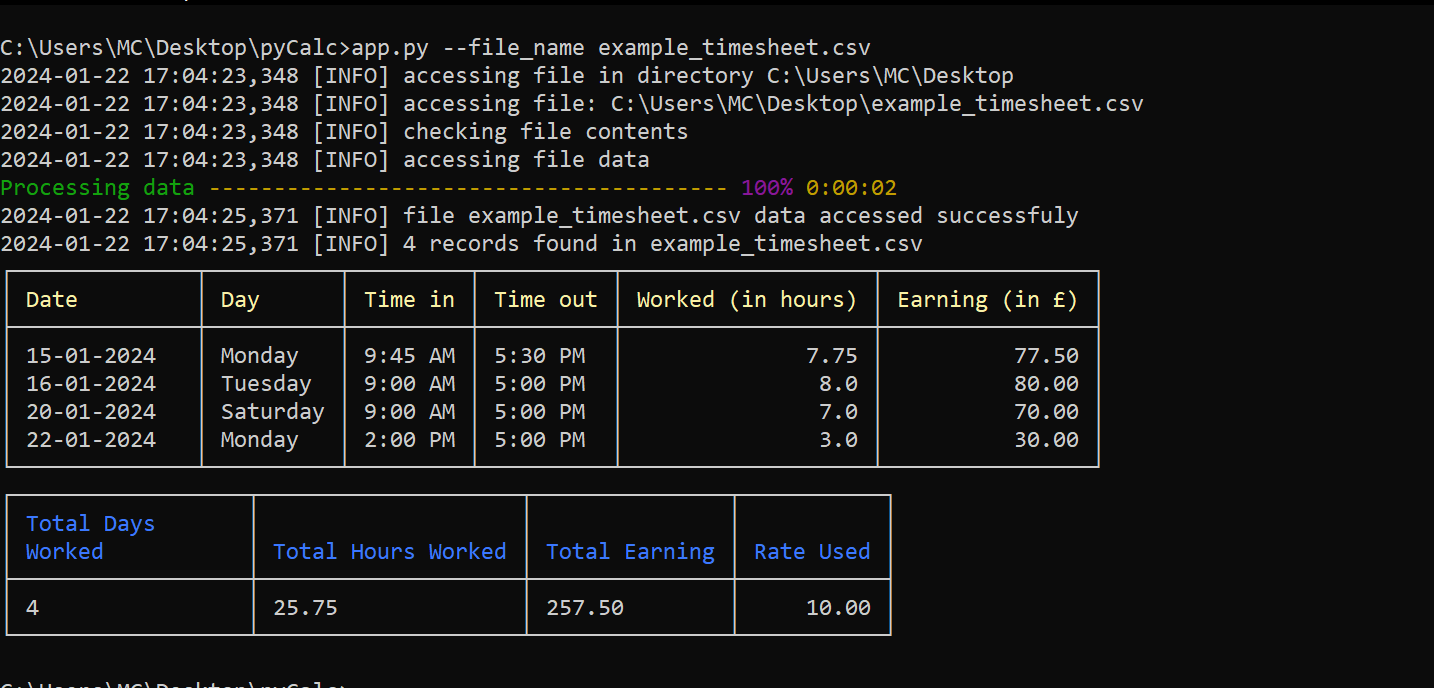 C:\Users\MC\Desktop\pyCalc>app.py --file_name example_timesheet.csv
2024-01-22 17:04:23,348 [INFO] accessing file in directory C:\Users\MC\Desktop
2024-01-22 17:04:23,348 [INFO] accessing file: C:\Users\MC\Desktop\example_timesheet.csv
2024-01-22 17:04:23,348 [INFO] checking file contents
2024-01-22 17:04:23,348 [INFO] accessing file data
Processing data ---------------------------------------- 100% 0:00:02
2024-01-22 17:04:25,371 [INFO] file example_timesheet.csv data accessed successfuly
2024-01-22 17:04:25,371 [INFO] 4 records found in example_timesheet.csv
Date Day Time in Time out Worked (in hours) Earning (in £)
15-01-2024 Monday 9:45 AM 5:30 PM 7.75 77.50
16-01-2024 Tuesday 9:00 AM 5:00 PM 8.0 80.00
20-01-2024 Saturday 9:00 AM 5:00 PM 7.0 70.00
22-01-2024 Monday 2:00 PM 5:00 PM 3.0 30.00
Total Days
Worked Total Hours Worked Total Earning Rate Used
4 25.75 257.50 10.00
C:\Users\MC\Desktop\pyCalc>